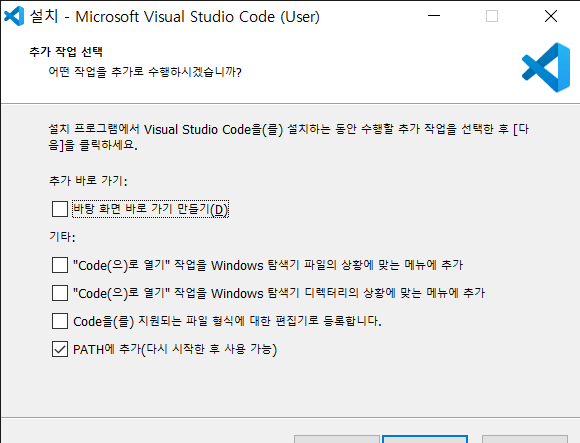 설치 - Microsoft Visual Studio Code (User)
추가 작업 선택
어떤 작업을 추가로 수행하시겠습니까?
설치 프로그램에서 Visual Studio Code을(를) 설치하는 동안 수행할 추가 작업을 선택한 후 [다
음]을 클릭하세요.
추가 바로 가기:
바탕 화면 바로 가기 만들기(D)
기타:
"Code(으)로 열기" 작업을 Windows 탐색기 파일의 상황에 맞는 메뉴에 추가
"Code(으)로 열기" 작업을 Windows 탐색기 디렉터리의 상황에 맞는 메뉴에 추가
Code을(를) 지원되는 파일 형식에 대한 편집기로 등록합니다.
PATH에 추가(다시 시작한 후 사용 가능)